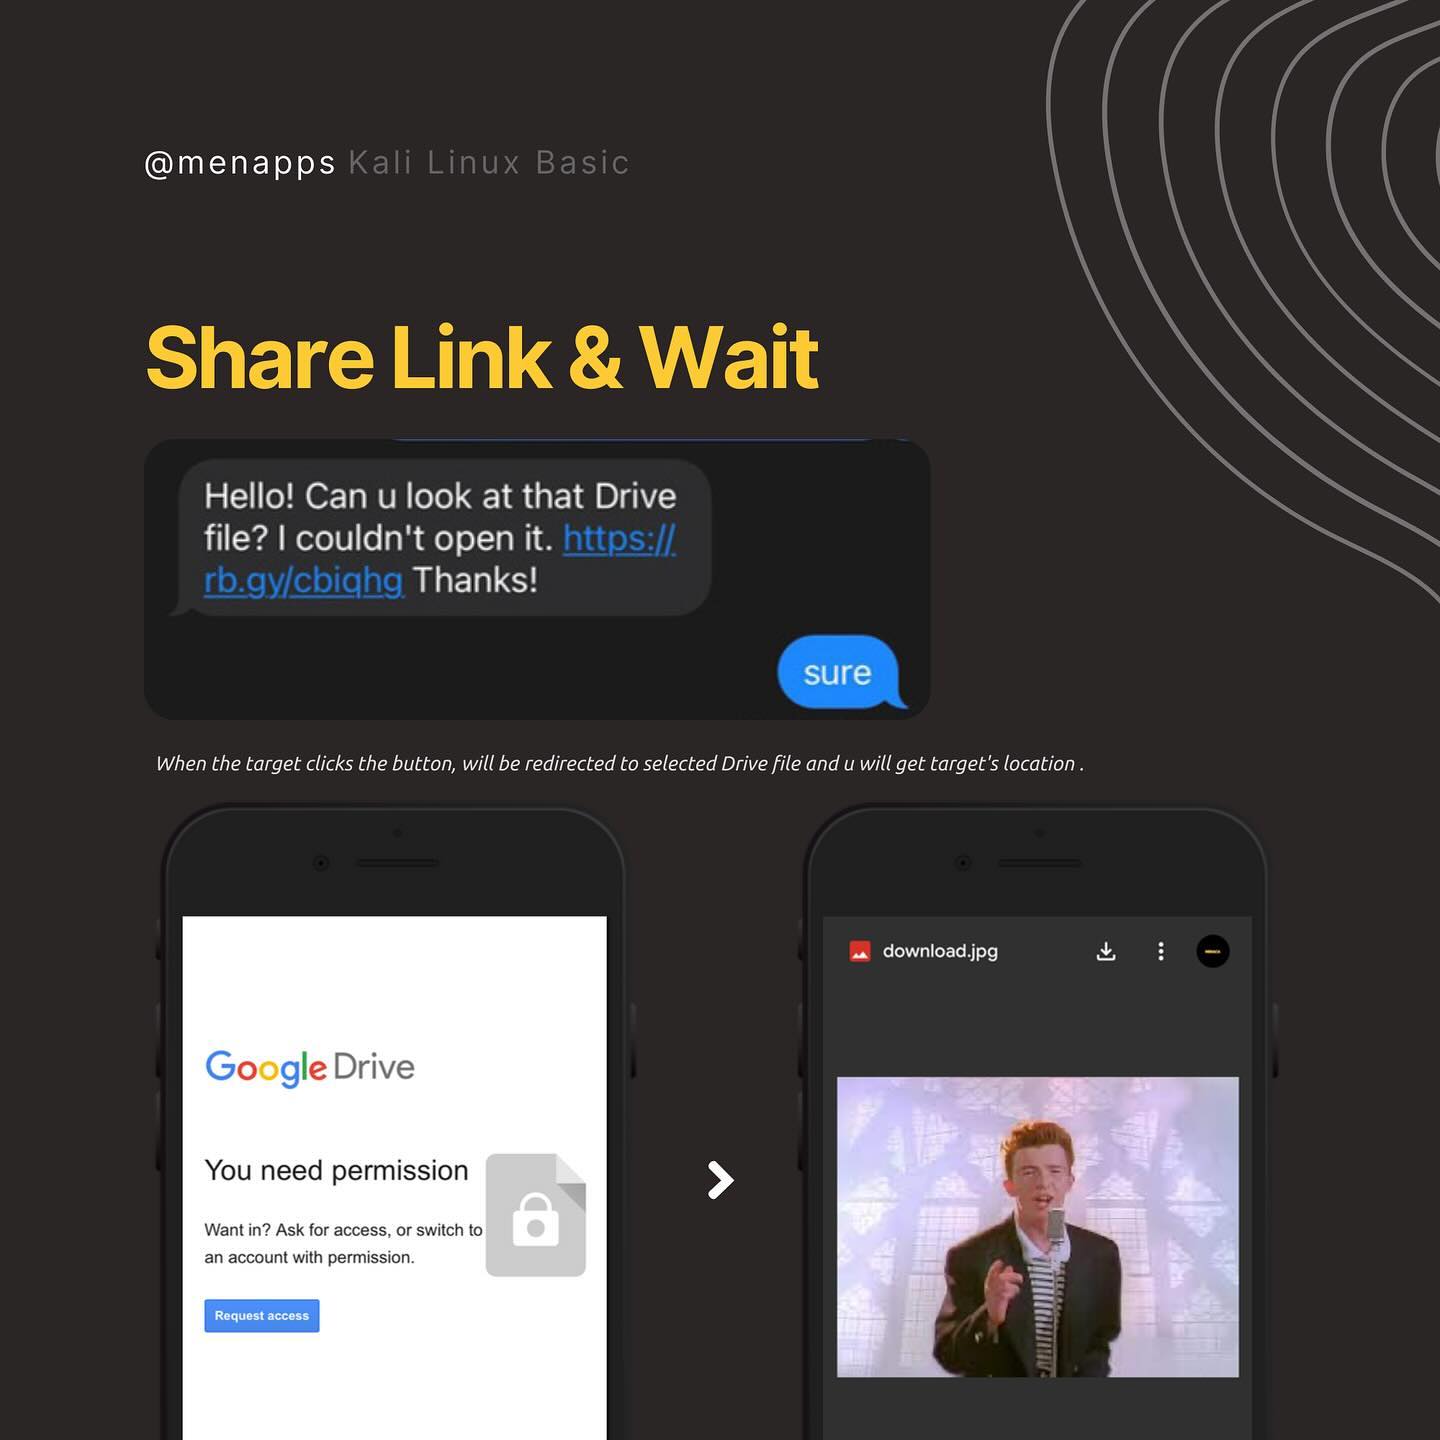 @menapps Kali Linux Basic
Share Link & Wait
Hello! Can u look at that Drive
file? I couldn't open it. https://
rb.gy/cbiqhg Thanks!
sure
When the target clicks the button, will be redirected to selected Drive file and u will get target's location .
Google Drive
You need permission
Want in? Ask for access, or switch to
an account with permission.
Request access
download.jpg